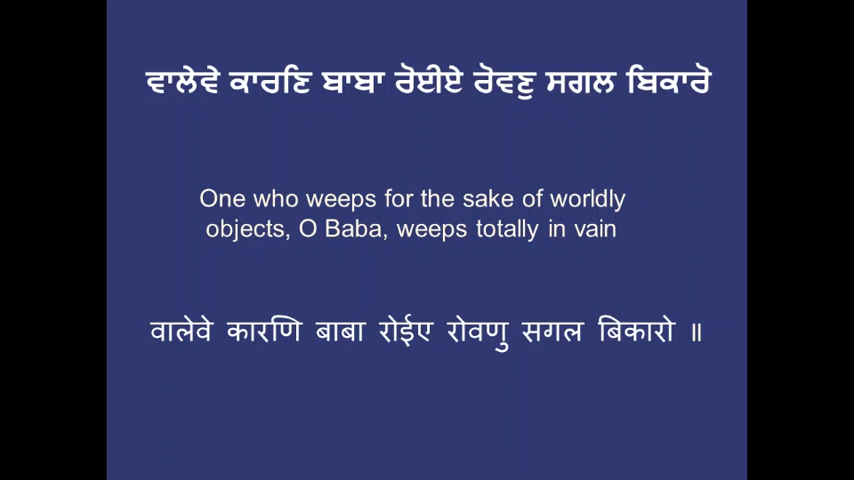 ਵਾਲੇਵੇ ਕਾਰਣਿ ਬਾਬਾ ਰੋਈਏ ਰੋਵਣੁ ਸਗਲ ਬਿਕਾਰੋ
One who weeps for the sake of worldly
objects, O Baba, weeps totally in vain
वालेवे कारणि बाबा रोईए रोवणु सगल बिकारो ॥